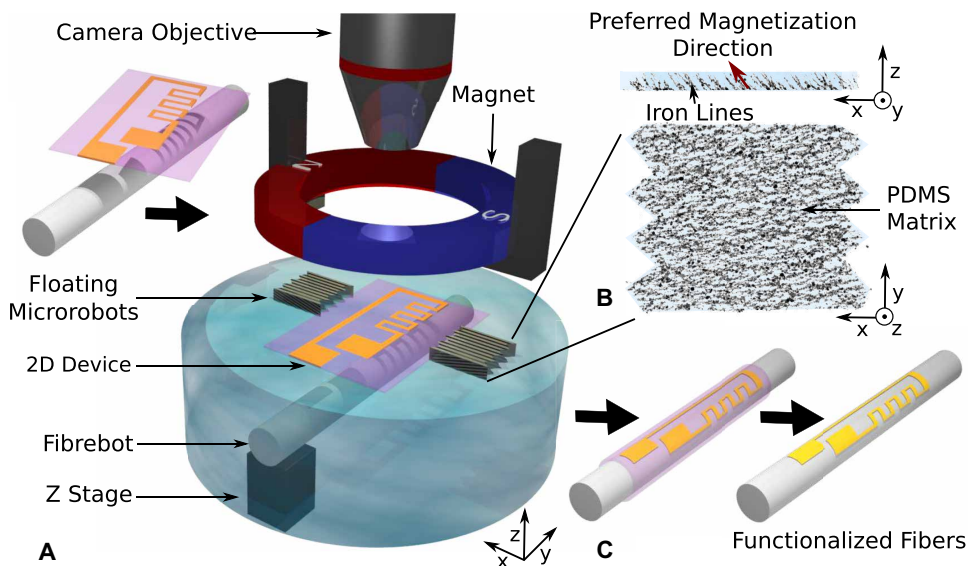 Camera Objective
Magnet
N
S
Floating
Microrobots
2D Device
Fibrebot
Z Stage
A
z
x
y
Preferred Magnetization
Direction
Iron Lines
z
x
y
PDMS
Matrix
B
y
x
z
C
Functionalized Fibers